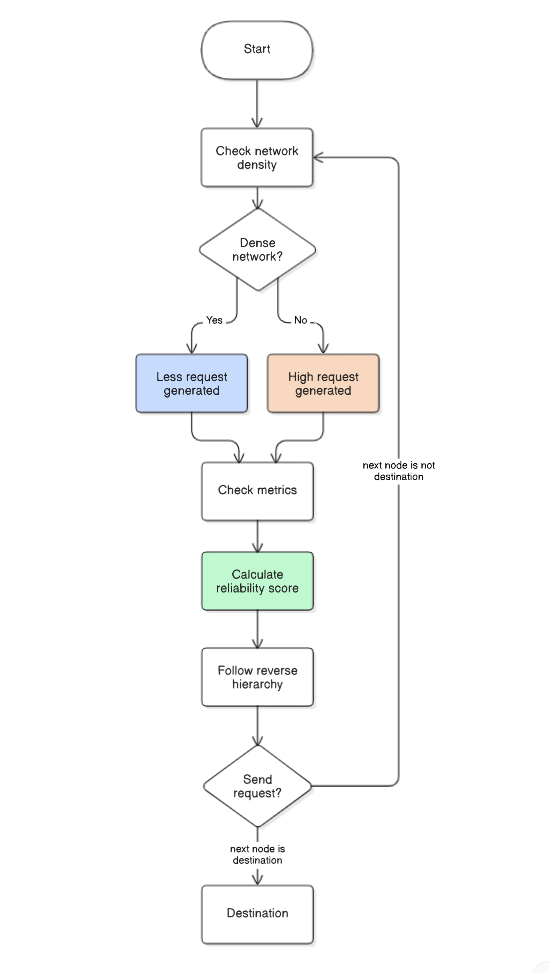 Start
Check network
density
Dense
network?
Yes
No
Less request
generated
High request
generated
Check metrics
next node is not
destination
Calculate
reliability score
Follow reverse
hierarchy
Send
request?
next node is
destination
Destination